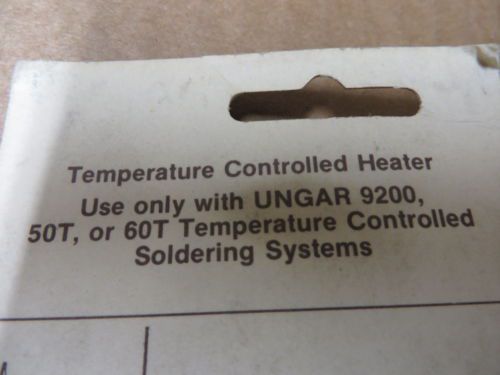 Temperature Controlled Heater
Use only with UNGAR 9200,
50T, or 60T Temperature Controlled
Soldering Systems